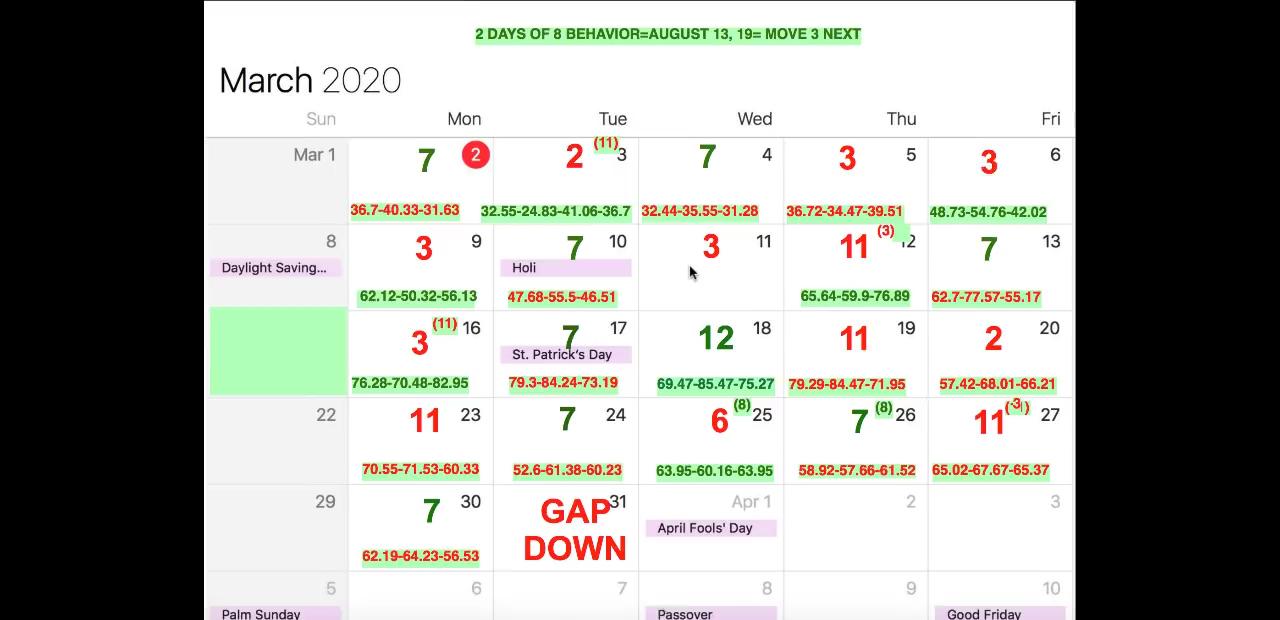 2 DAYS OF 8 BEHAVIOR=AUGUST 13, 19= MOVE 3 NEXT
March 2020
Sun Mon Tue Wed Thu Fri
Mar 1 7 2 2 (11) 3 7 4 3 5 3 6
36.7-40.33-31.63 32.55-24.83-41.06-36.7 32.44-35.55-31.28 36.72-34.47-39.51 48.73-54.76-42.02
8 3 9 7 10 3 11 11 (3) 12 7 13
Daylight Saving... Holi
62.12-50.32-56.13 47.68-55.5-46.51 65.64-59.9-76.89 62.7-77.57-55.17
3 (11) 16 7 17 12 18 11 19 2 20
St. Patrick's Day
76.28-70.48-82.95 79.3-84.24-73.19 69.47-85.47-75.27 79.29-84.47-71.95 57.42-68.01-66.21
22 11 23 7 24 6 (8) 25 7 (8) 26 11 (-3) 27
70.55-71.53-60.33 52.6-61.38-60.23 63.95-60.16-63.95 58.92-57.66-61.52 65.02-67.67-65.37
29 7 30 GAP 31 Apr 1 2 3
DOWN April Fools' Day
62.19-64.23-56.53
5 6 7 8 9 10
Palm Sunday Passover Good Friday